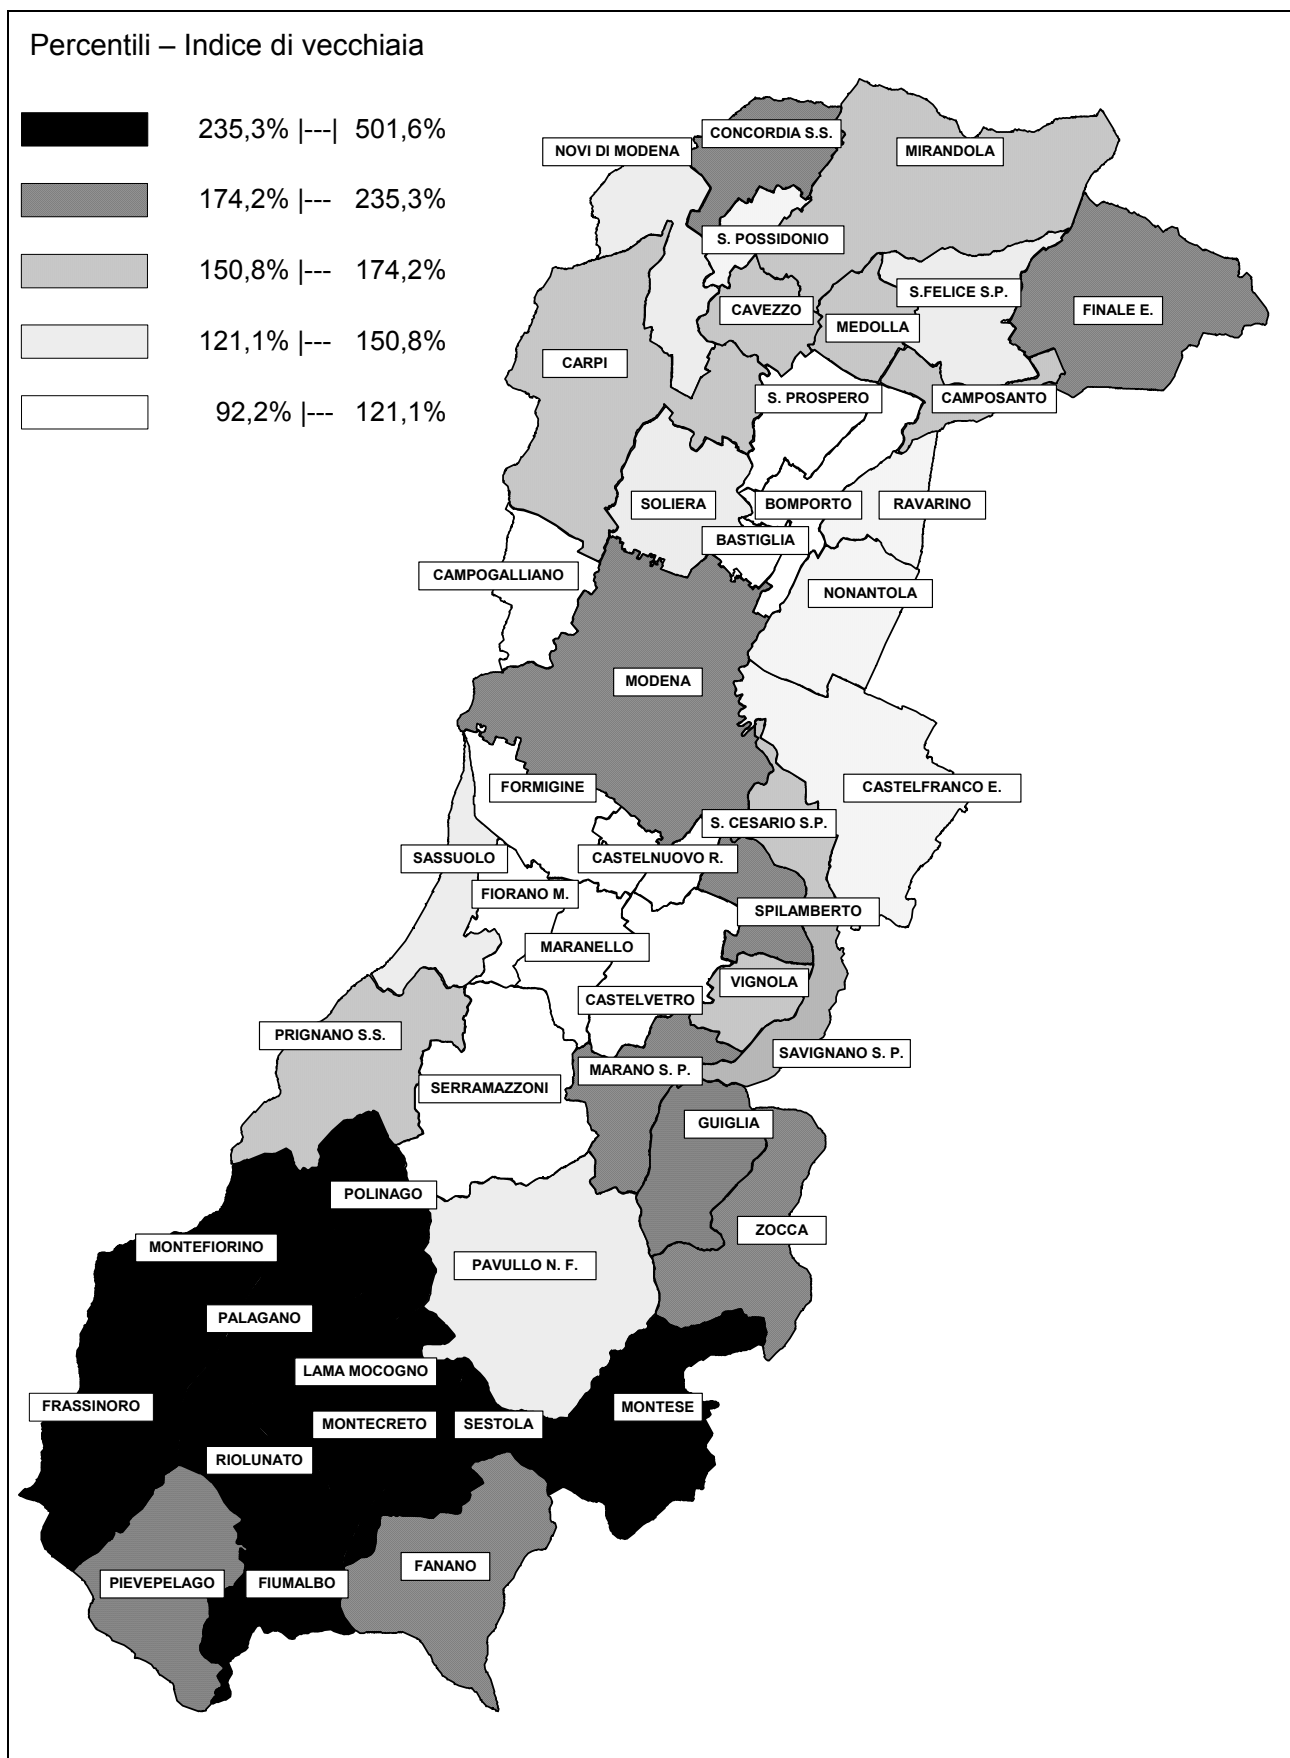 Percentili – Indice di vecchiaia
235,3% |---| 501,6%
174,2% |--- 235,3%
150,8% |--- 174,2%
121,1% |--- 150,8%
92,2% |--- 121,1%
CONCORDIA S.S.
NOVI DI MODENA
MIRANDOLA
S. POSSIDONIO
S.FELICE S.P.
CAVEZZO
FINALE E.
MEDOLLA
CARPI
S. PROSPERO
CAMPOSANTO
SOLIERA
BOMPORTO
RAVARINO
BASTIGLIA
CAMPOGALLIANO
NONANTOLA
MODENA
FORMIGINE
CASTELFRANCO E.
S. CESARIO S.P.
SASSUOLO
CASTELNUOVO R.
FIORANO M.
SPILAMBERTO
MARANELLO
VIGNOLA
CASTELVETRO
PRIGNANO S.S.
SAVIGNANO S. P.
MARANO S. P.
SERRAMAZZONI
GUIGLIA
POLINAGO
ZOCCA
MONTEFIORINO
PAVULLO N. F.
PALAGANO
LAMA MOCOGNO
FRASSINORO
MONTESE
MONTECRETO
SESTOLA
RIOLUNATO
FANANO
PIEVEPELAGO
FIUMALBO